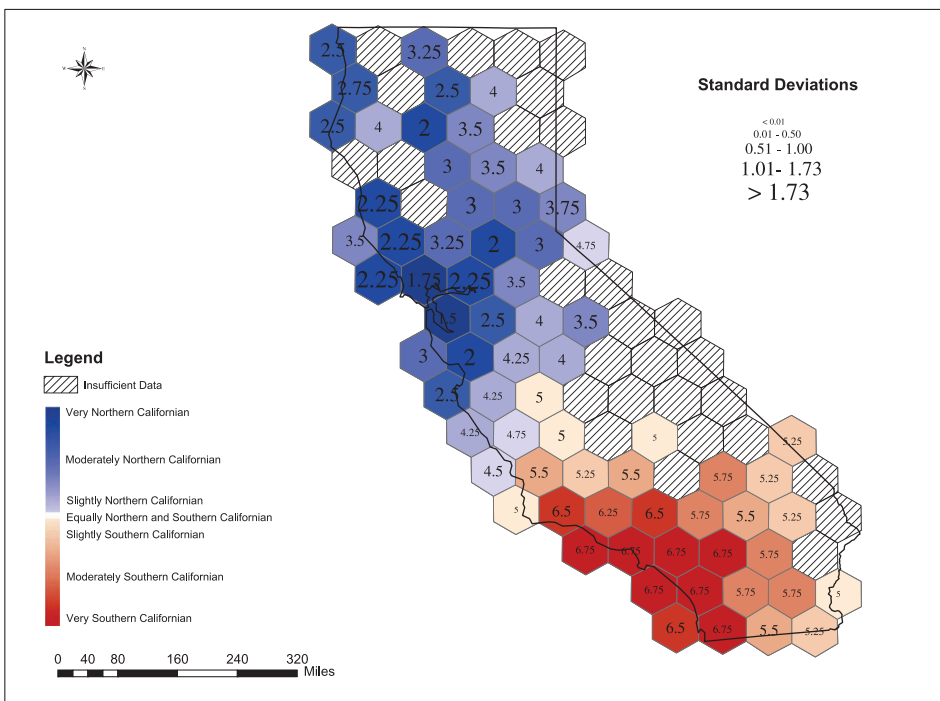 N
W E
S
Standard Deviations
< 0.01
0.01 - 0.50
0.51 - 1.00
1.01- 1.73
> 1.73
2.5 3.25
2.75 2.5 4
2.5 4 2 3.5
3 3.5 4
2.25 3 3 3.75
3.5 2.25 3.25 2 3 4.75
2.25 1.75 2.25 3.5
1.5 2.5 4 3.5
3 2 4.25 4
2.5 4.25 5
4.25 4.75 5 5 5.25
4.5 5.5 5.25 5.5 5.75 5.25
5 6.5 6.25 6.5 5.75 5.5 5.25
6.75 6.75 6.75 6.75 5.75
6.75 6.75 5.75 5.75 5
6.5 6.75 5.5 5.25
Legend
Insufficient Data
Very Northern Californian
Moderately Northern Californian
Slightly Northern Californian
Equally Northern and Southern Californian
Slightly Southern Californian
Moderately Southern Californian
Very Southern Californian
0 40 80 160 240 320
Miles